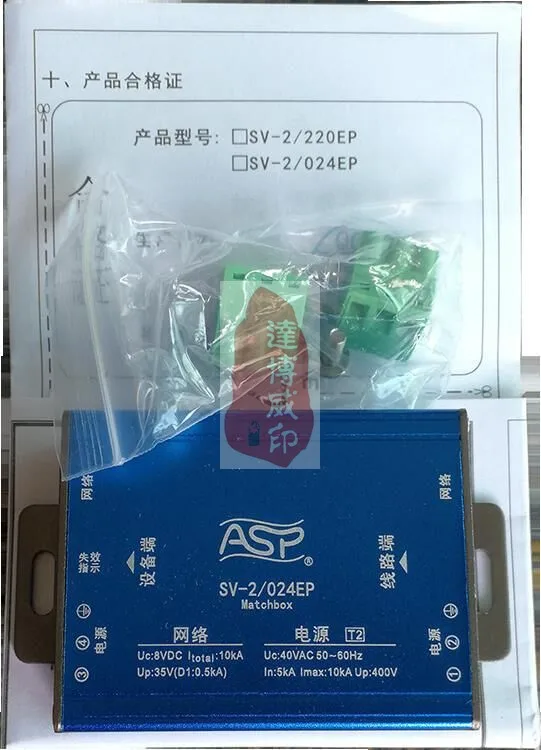 十、产品合格证
产品型号: □SV-2/220EP
□SV-2/024EP
達博
威印
网络
网络
失效
指示
设备端
线路端
ASP®
SV-2/024EP
Matchbox
网络
电源 T2
Uc:8VDC Itotal:10kA
Up:35V(D1:0.5kA)
Uc:40VAC 50~60Hz
In:5kA Imax:10kA Up:400V
③ ④
电源
电源
① ②